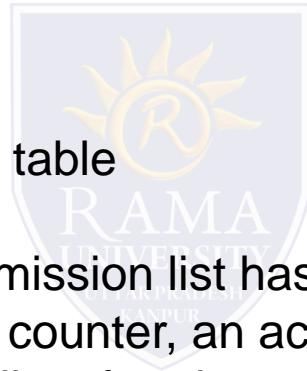 table
RAMA
UNIVERSITY
UTTAR PRADESH
KANPUR
mission list has
counter, an ac